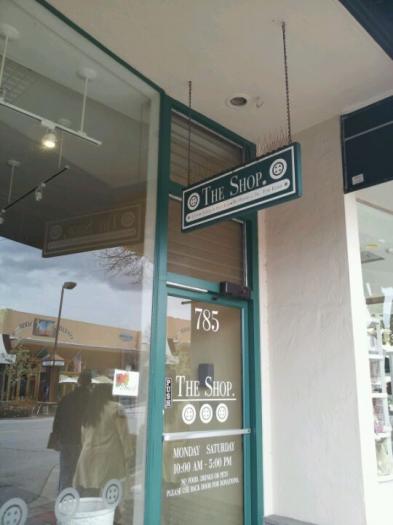 THE SHOP.
785
THE SHOP.
PUSH
MONDAY SATURDAY
10:00 AM - 5:00 PM
NO FOOD, DRINKS OR PETS
PLEASE USE BACK DOOR FOR DONATIONS.